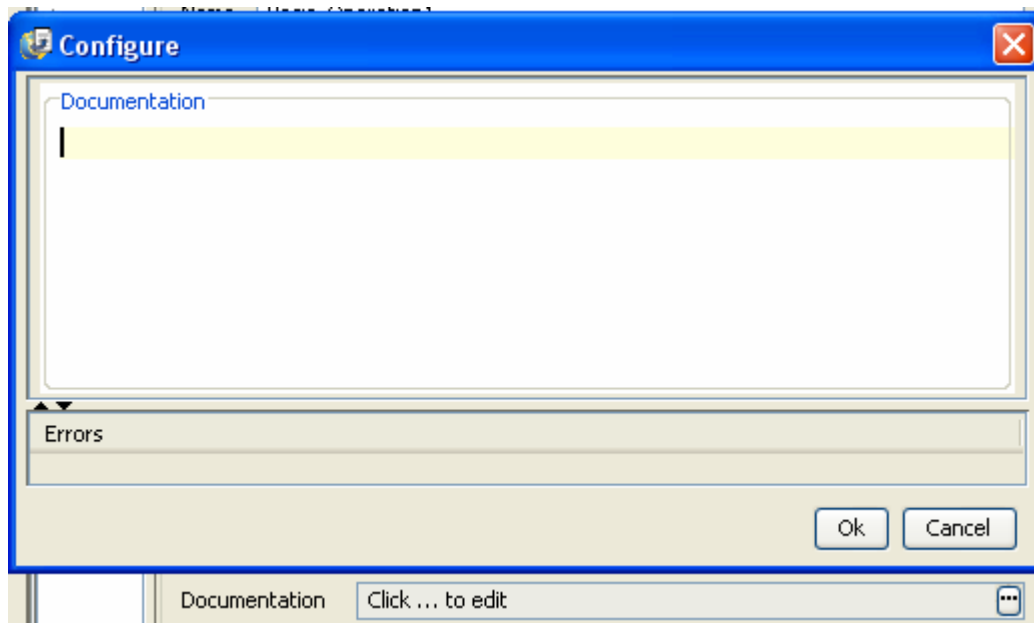 Configure
Documentation
Errors
Ok Cancel
Documentation Click ... to edit